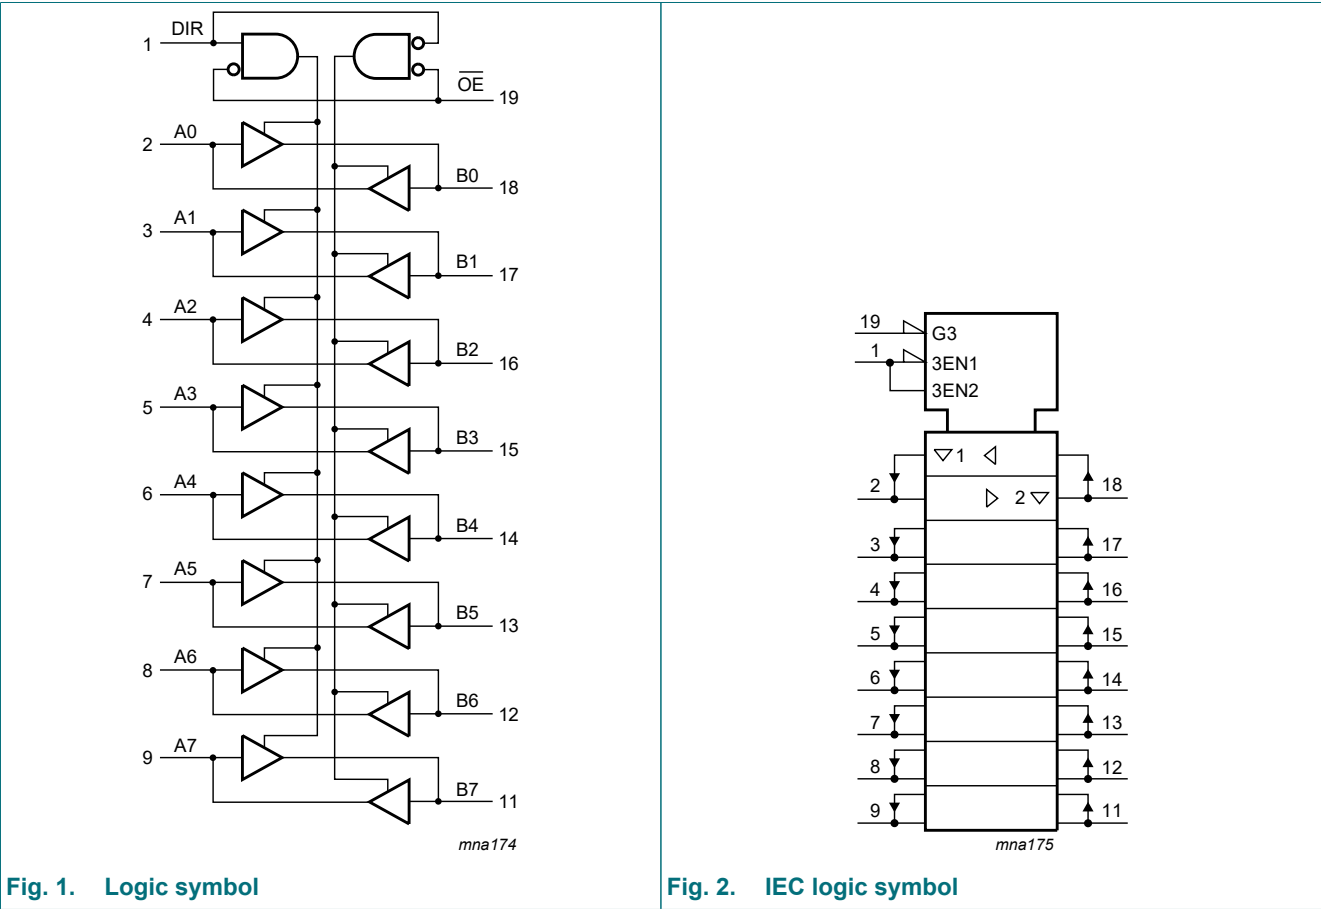 DIR
1
OE
19
A0
2
B0
18
A1
3
B1
17
A2
4
B2
16
A3
5
B3
15
A4
6
B4
14
A5
7
B5
13
A6
8
B6
12
A7
9
B7
11
mna174
Fig. 1. Logic symbol
19
G3
1
3EN1
3EN2
1
2
18
2
3
17
4
16
5
15
6
14
7
13
8
12
9
11
mna175
Fig. 2. IEC logic symbol